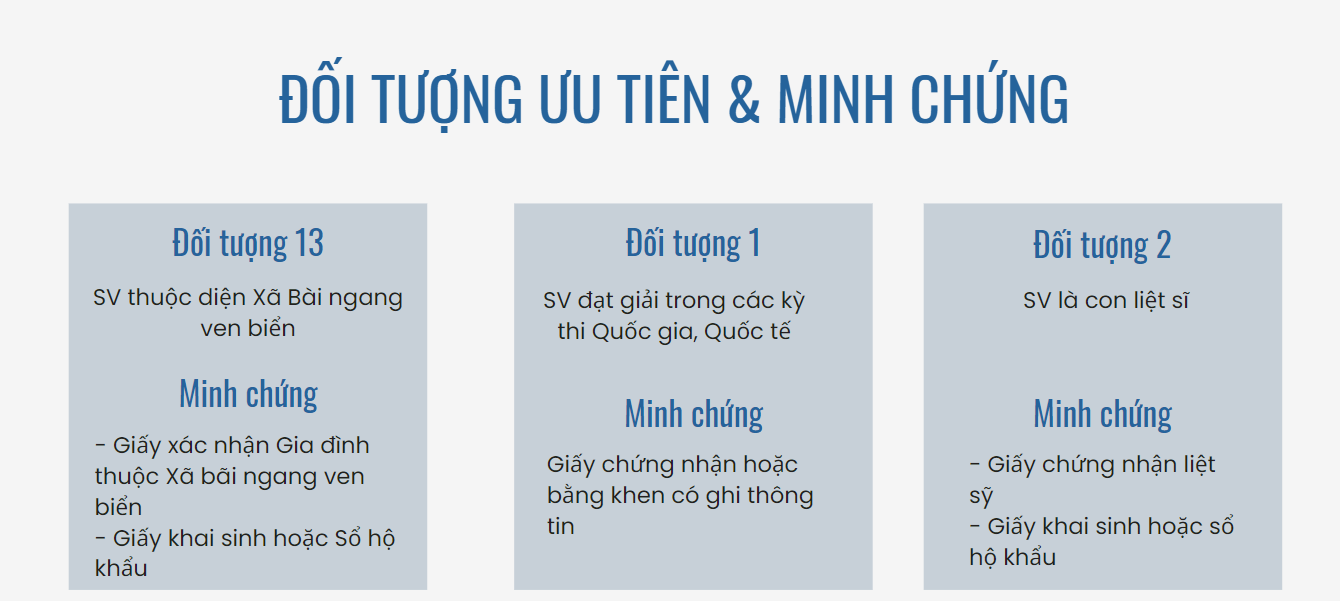 ĐỐI TƯỢNG ƯU TIÊN & MINH CHỨNG
Đối tượng 13
SV thuộc diện Xã Bài ngang
ven biển
Minh chứng
- Giấy xác nhận Gia đình
thuộc Xã bãi ngang ven
biển
- Giấy khai sinh hoặc Sổ hộ
khẩu
Đối tượng 1
SV đạt giải trong các kỳ
thi Quốc gia, Quốc tế
Minh chứng
Giấy chứng nhận hoặc
bằng khen có ghi thông
tin
Đối tượng 2
SV là con liệt sĩ
Minh chứng
- Giấy chứng nhận liệt
sỹ
- Giấy khai sinh hoặc sổ
hộ khẩu